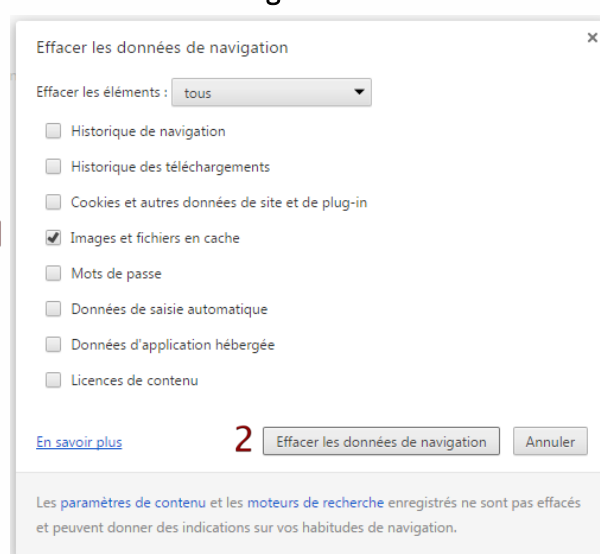 Effacer les données de navigation
Effacer les éléments : tous
Historique de navigation
Historique des téléchargements
Cookies et autres données de site et de plug-in
Images et fichiers en cache
Mots de passe
Données de saisie automatique
Données d'application hébergée
Licences de contenu
En savoir plus 2 Effacer les données de navigation Annuler
Les paramètres de contenu et les moteurs de recherche enregistrés ne sont pas effacés
et peuvent donner des indications sur vos habitudes de navigation.